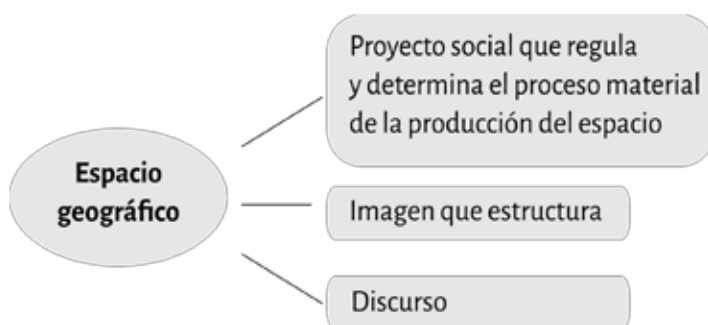 Proyecto social que regula
y determina el proceso material
de la producción del espacio
Espacio
geográfico
Imagen que estructura
Discurso